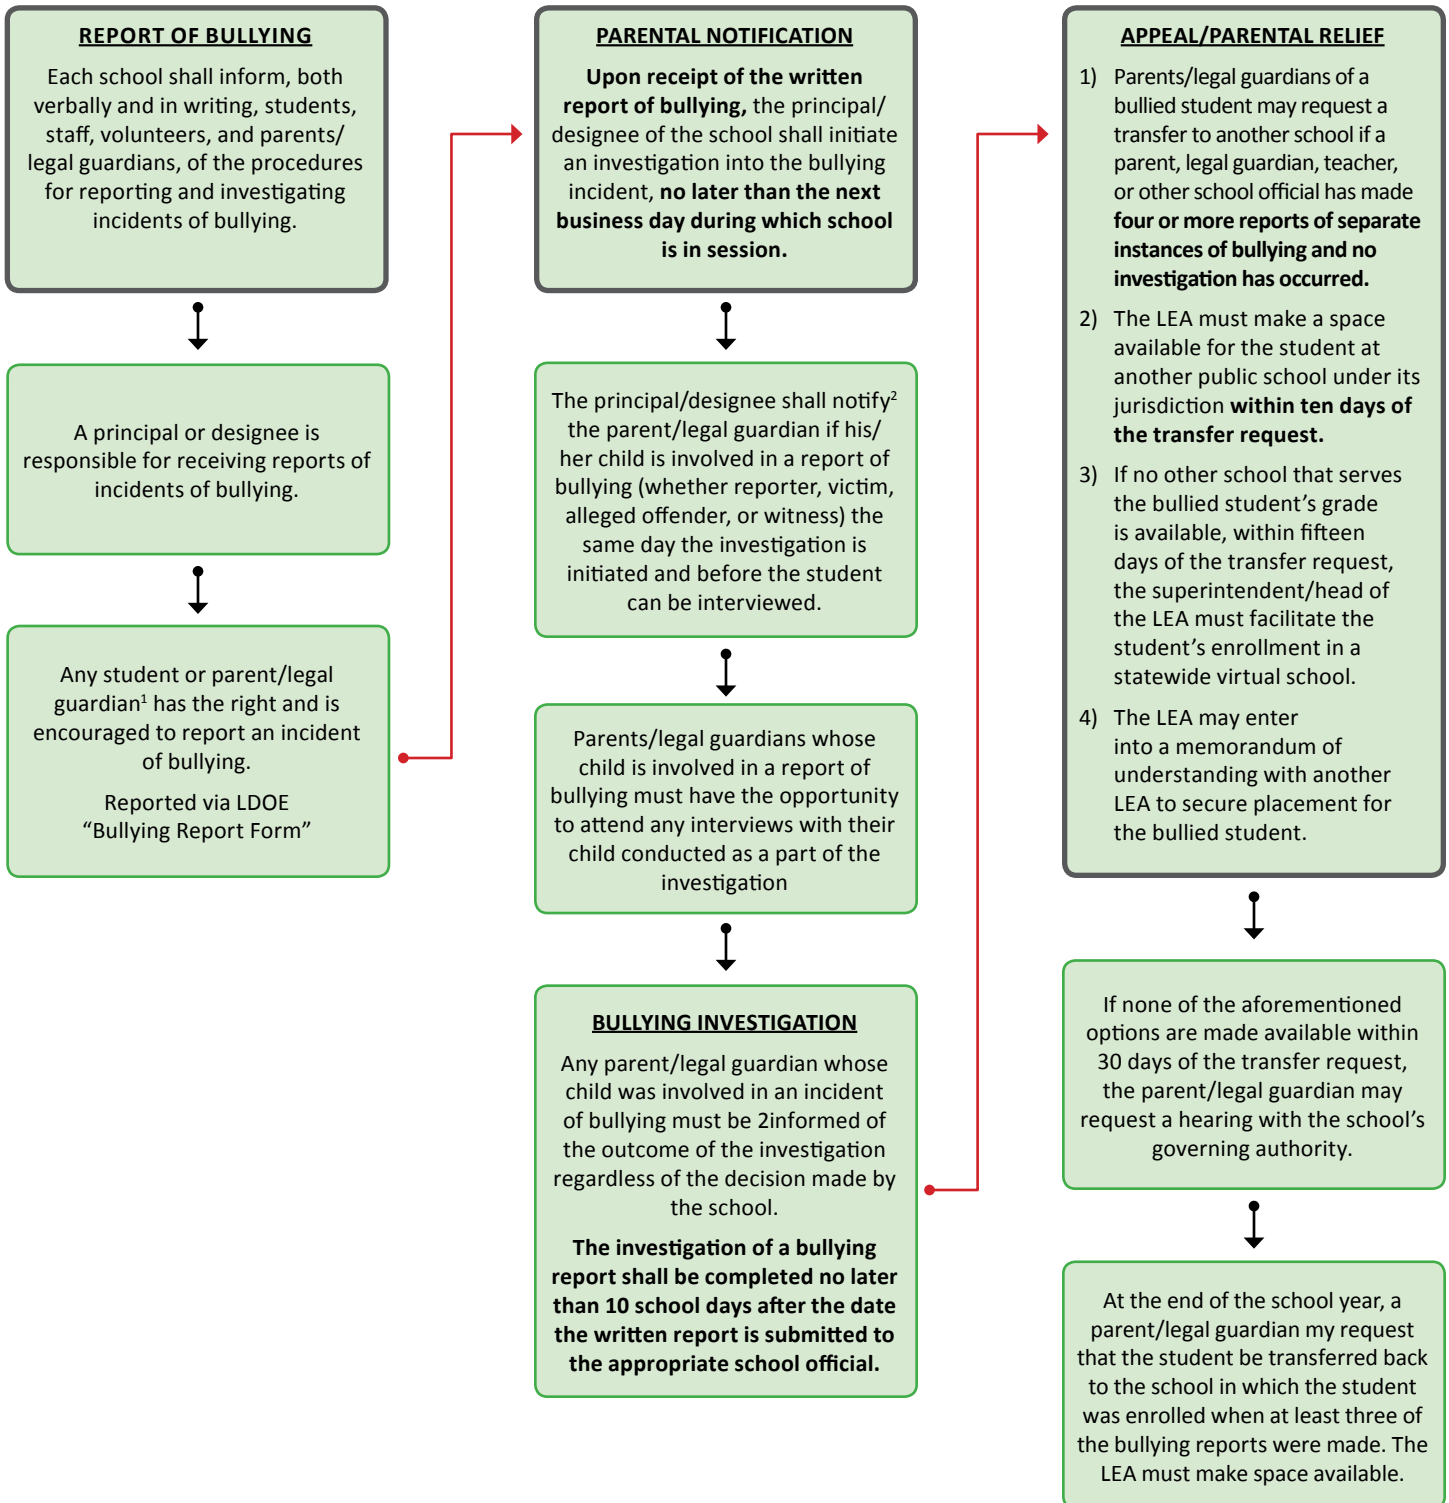 REPORT OF BULLYING
Each school shall inform, both
verbally and in writing, students,
staff, volunteers, and parents/
legal guardians, of the procedures
for reporting and investigating
incidents of bullying.
A principal or designee is
responsible for receiving reports of
incidents of bullying.
Any student or parent/legal
guardian¹ has the right and is
encouraged to report an incident
of bullying.
Reported via LDOE
“Bullying Report Form”
PARENTAL NOTIFICATION
Upon receipt of the written
report of bullying, the principal/
designee of the school shall initiate
an investigation into the bullying
incident, no later than the next
business day during which school
is in session.
The principal/designee shall notify²
the parent/legal guardian if his/
her child is involved in a report of
bullying (whether reporter, victim,
alleged offender, or witness) the
same day the investigation is
initiated and before the student
can be interviewed.
Parents/legal guardians whose
child is involved in a report of
bullying must have the opportunity
to attend any interviews with their
child conducted as a part of the
investigation
BULLYING INVESTIGATION
Any parent/legal guardian whose
child was involved in an incident
of bullying must be 2informed of
the outcome of the investigation
regardless of the decision made by
the school.
The investigation of a bullying
report shall be completed no later
than 10 school days after the date
the written report is submitted to
the appropriate school official.
APPEAL/PARENTAL RELIEF
1) Parents/legal guardians of a
bullied student may request a
transfer to another school if a
parent, legal guardian, teacher,
or other school official has made
four or more reports of separate
instances of bullying and no
investigation has occurred.
2) The LEA must make a space
available for the student at
another public school under its
jurisdiction within ten days of
the transfer request.
3) If no other school that serves
the bullied student’s grade
is available, within fifteen
days of the transfer request,
the superintendent/head of
the LEA must facilitate the
student’s enrollment in a
statewide virtual school.
4) The LEA may enter
into a memorandum of
understanding with another
LEA to secure placement for
the bullied student.
If none of the aforementioned
options are made available within
30 days of the transfer request,
the parent/legal guardian may
request a hearing with the school’s
governing authority.
At the end of the school year, a
parent/legal guardian my request
that the student be transferred back
to the school in which the student
was enrolled when at least three of
the bullying reports were made. The
LEA must make space available.